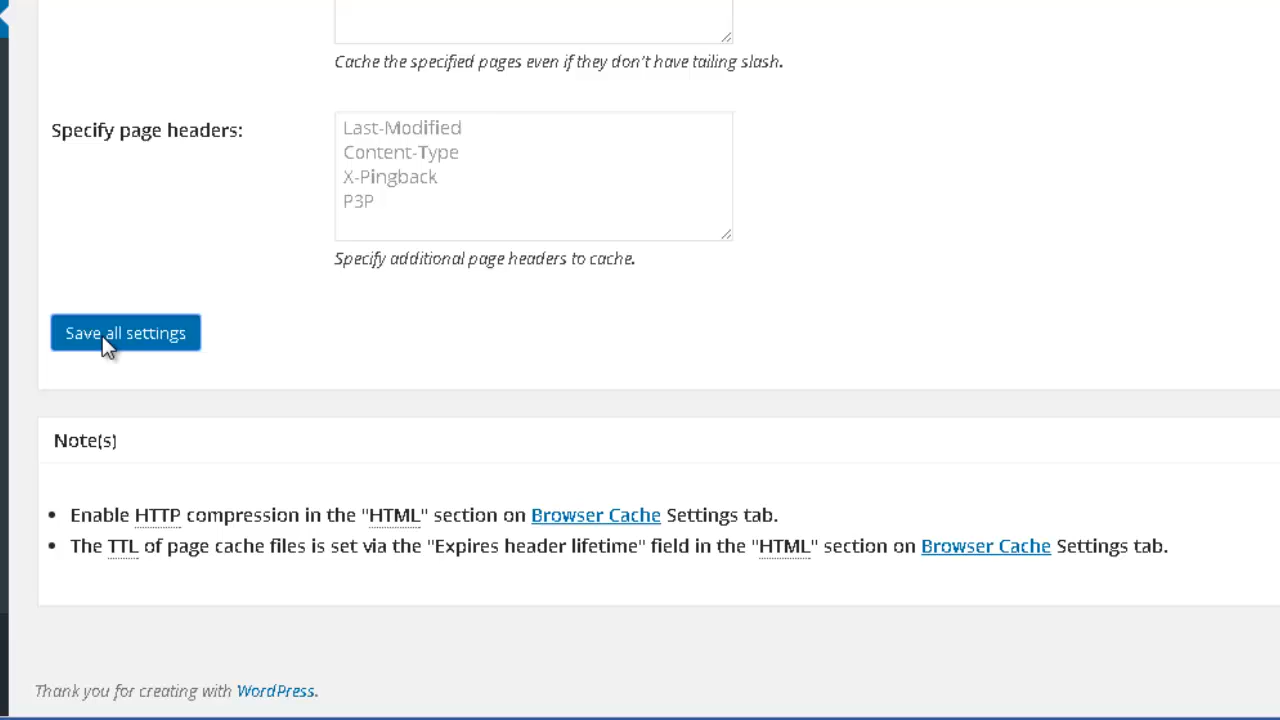 Cache the specified pages even if they don't have tailing slash.
Specify page headers:
Last-Modified
Content-Type
X-Pingback
P3P
Specify additional page headers to cache.
Save all settings
Note(s)
Enable HTTP compression in the "HTML" section on Browser Cache Settings tab.
The TTL of page cache files is set via the "Expires header lifetime" field in the "HTML" section on Browser Cache Settings tab.
Thank you for creating with WordPress.